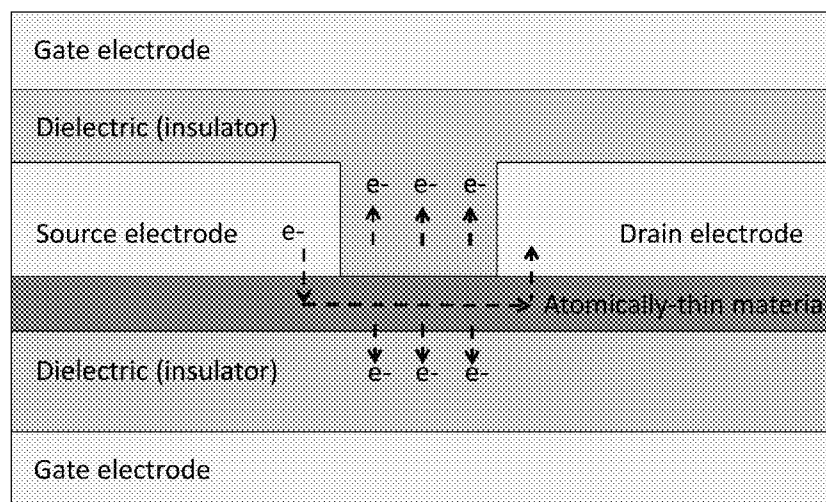 Gate electrode
Dielectric (insulator)
e- e- e-
Source electrode e- Drain electrode
Atomically-thin materia
Dielectric (insulator)
e- e- e-
Gate electrode